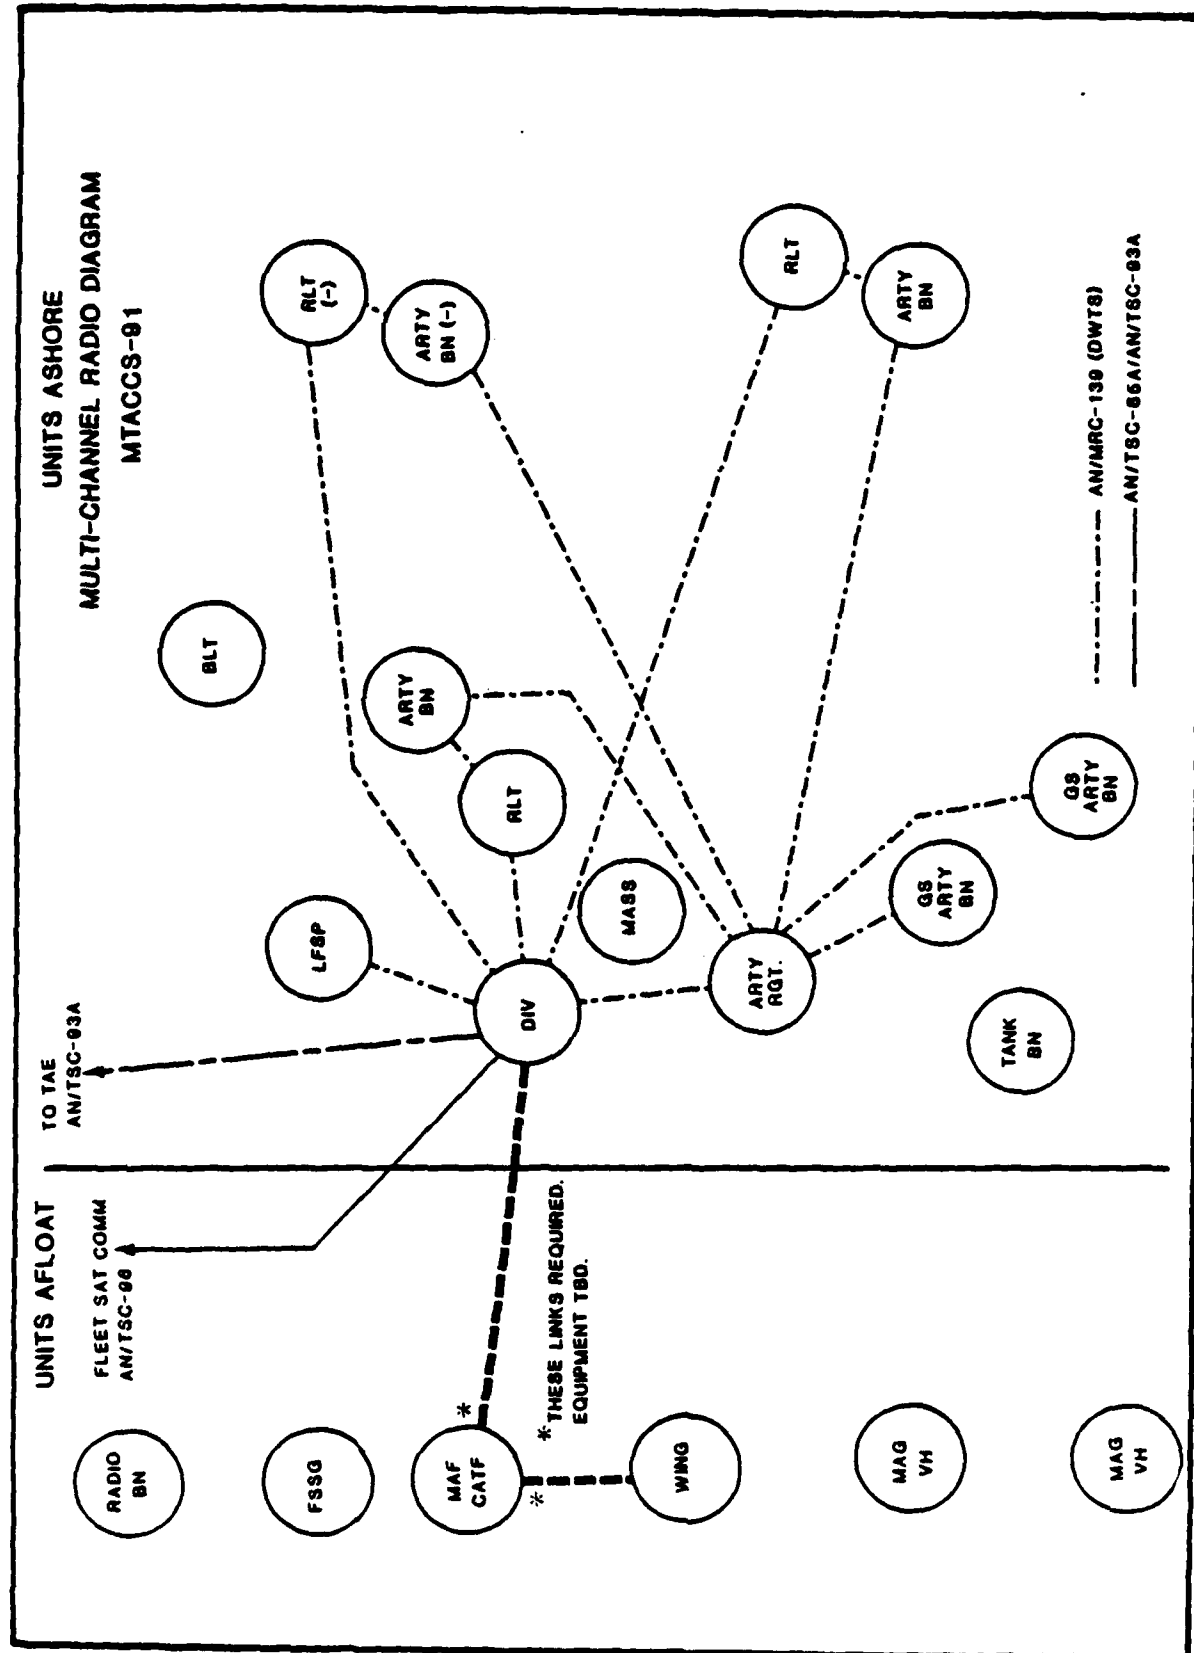 UNITS AFLOAT
UNITS ASHORE
MULTI-CHANNEL RADIO DIAGRAM
MTACCS-91
FLEET SAT COMM
AN/TSC-96
TO TAE
AN/TSC-93A
RADIO
BN
FSSG
MAF
CATF
*
*
* THESE LINKS REQUIRED.
EQUIPMENT TBD.
WING
MAG
VH
MAG
VH
LFSP
DIV
BLT
ARTY
BN
RLT
MASS
ARTY
RGT.
TANK
BN
GS
ARTY
BN
GS
ARTY
BN
RLT
(-)
ARTY
BN (-)
RLT
ARTY
BN
AN/MRC-139 (DWTS)
AN/TSC-85A/AN/TSC-93A